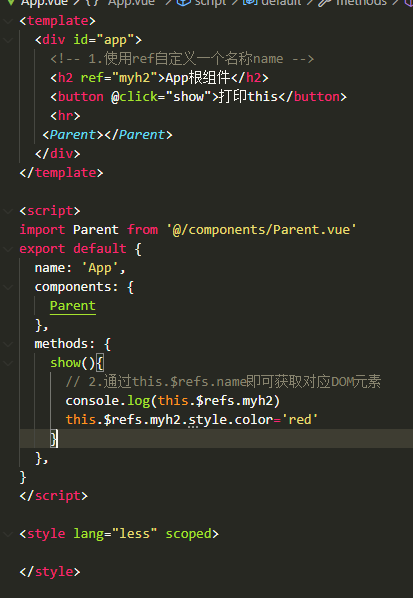 App.vue App.vue script default methods
<template>
<div id="app">
<!-- 1.使用ref自定义一个名称name -->
<h2 ref="myh2">App根组件</h2>
<button @click="show">打印this</button>
<hr>
<Parent></Parent>
</div>
</template>
<script>
import Parent from '@/components/Parent.vue'
export default {
name: 'App',
components: {
Parent
},
methods: {
show(){
// 2.通过this.$refs.name即可获取对应DOM元素
console.log(this.$refs.myh2)
this.$refs.myh2.style.color='red'
}
},
}
</script>
<style lang="less" scoped>
</style>